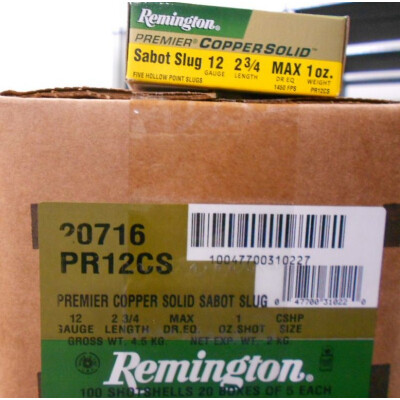 Remington.
PREMIER® COPPER SOLID™
Sabot Slug 12 2 3/4 MAX 1 oz.
GAUGE LENGTH DR. EQ. WEIGHT
FIVE HOLLOW POINT SLUGS 1450 FPS PR12CS
20716
PR12CS
10047700310227
PREMIER COPPER SOLID SABOT SLUG
0 47700 31022 0
12 2 3/4 MAX 1 CSHP
GAUGE LENGTH DR.EQ. OZ.SHOT SIZE
GROSS WT. 4.5 KG. NET EXP. WT. .2 KG
Remington.
100 SHOTSHELLS 20 BOXES OF 5 EACH